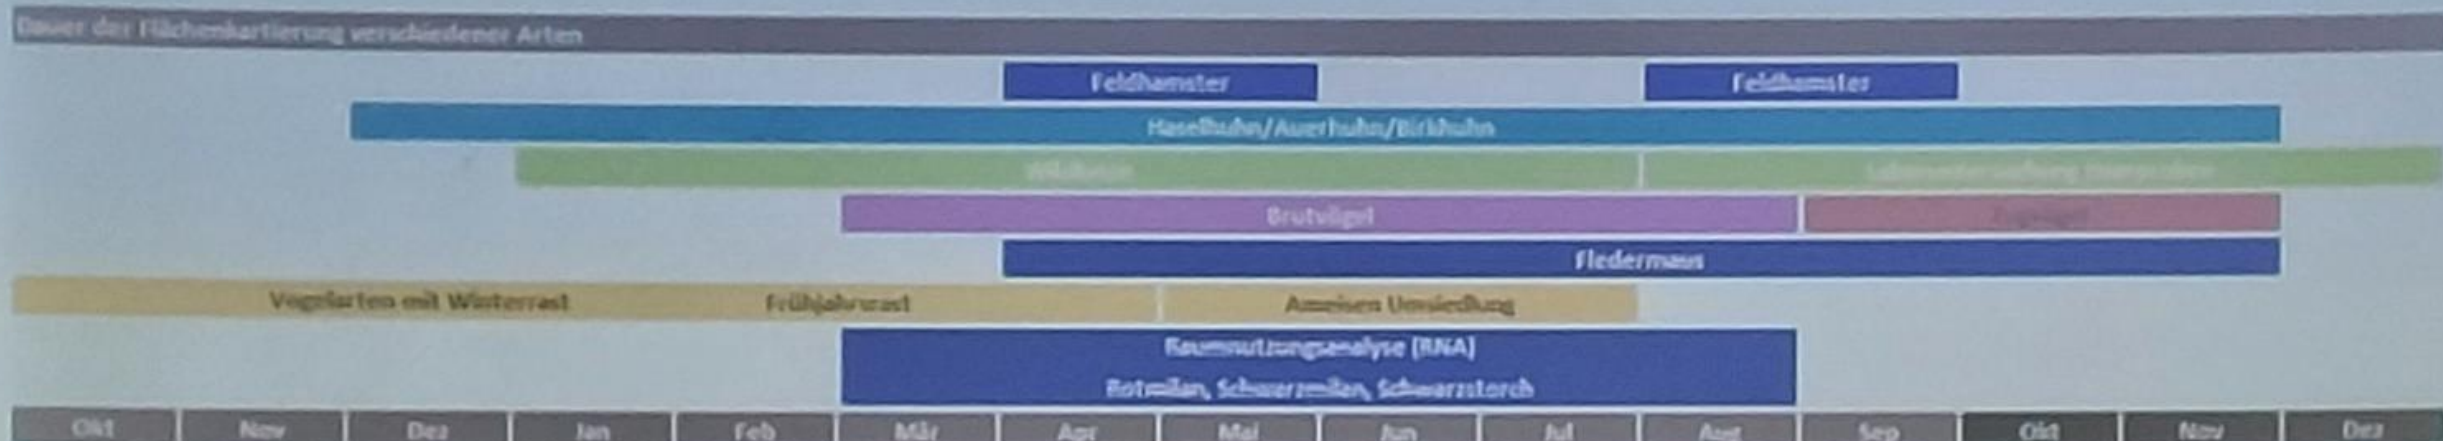 Dauer der Flächenkartierung verschiedener Arten
Feldhamster Feldhamster
Haselhuhn/Auerhuhn/Birkhuhn
Wildkatze
Brutvögel Zugvögel
Fledermaus
Vogelarten mit Winterrast Frühjahrsrast Ameisen Umsiedlung
Raumnutzungsanalyse (RNA)
Rotmilan, Schwarzmilan, Schwarzstorch
Okt Nov Dez Jan Feb Mär Apr Mai Jun Jul Aug Sep Okt Nov Dez